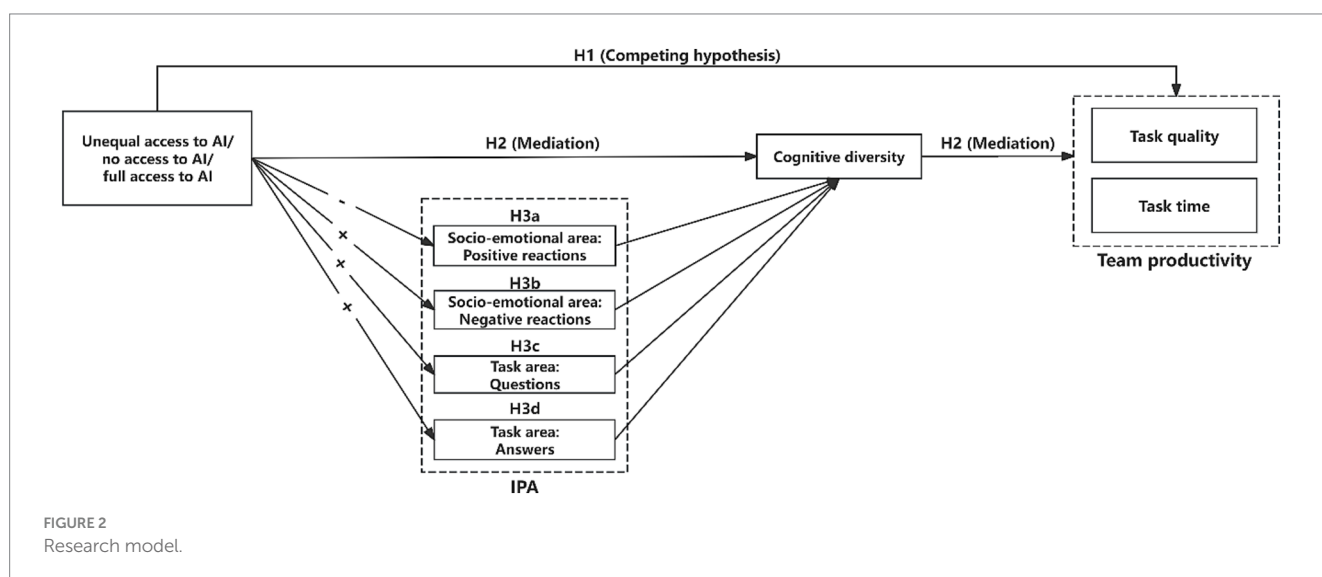 H1 (Competing hypothesis)
Unequal access to AI/
no access to AI/
full access to AI
H2 (Mediation)
Cognitive diversity
H2 (Mediation)
Task quality
Task time
Team productivity
-
+
+
+
H3a
Socio-emotional area:
Positive reactions
H3b
Socio-emotional area:
Negative reactions
H3c
Task area:
Questions
H3d
Task area:
Answers
IPA
FIGURE 2
Research model.